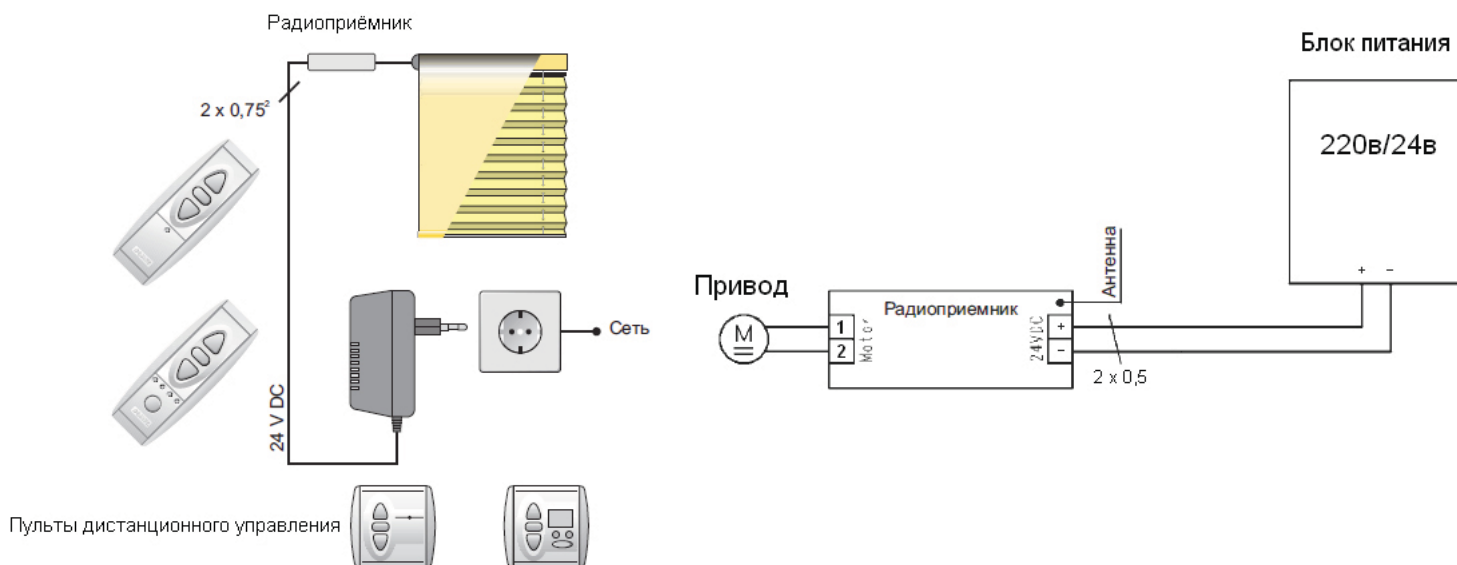 Радиоприёмник
2 x 0,75²
24 V DC
Сеть
Пульты дистанционного управления
Блок питания
220в/24в
+ −
Привод
M
Радиоприемник
Антенна
1
2
Motor
24VDC
+
−
2 x 0,5